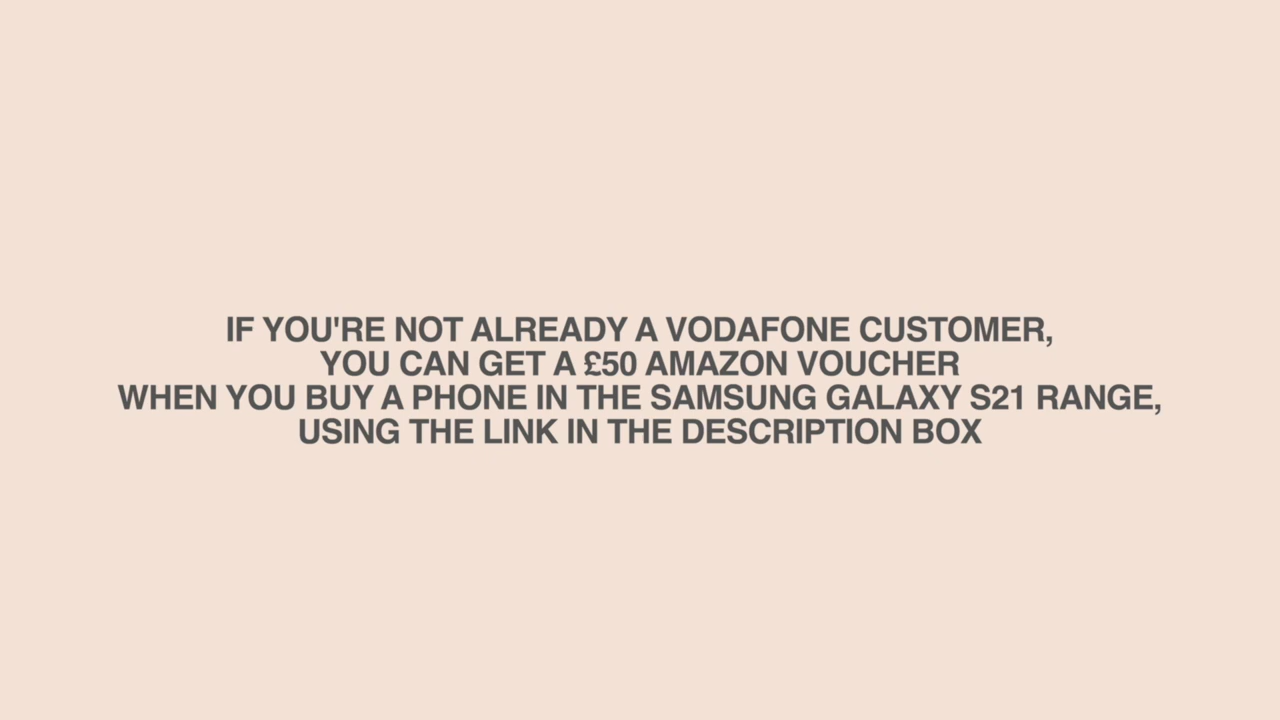 IF YOU'RE NOT ALREADY A VODAFONE CUSTOMER,
YOU CAN GET A £50 AMAZON VOUCHER
WHEN YOU BUY A PHONE IN THE SAMSUNG GALAXY S21 RANGE,
USING THE LINK IN THE DESCRIPTION BOX